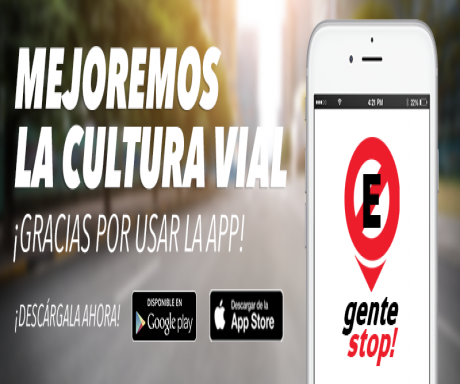 MEJOREMOS
LA CULTURA VIAL
¡GRACIAS POR USAR LA APP!
¡DESCÁRGALA AHORA!
DISPONIBLE EN
Google play
Descargar de la
App Store
4:21 PM
22%
E
gente
stop!